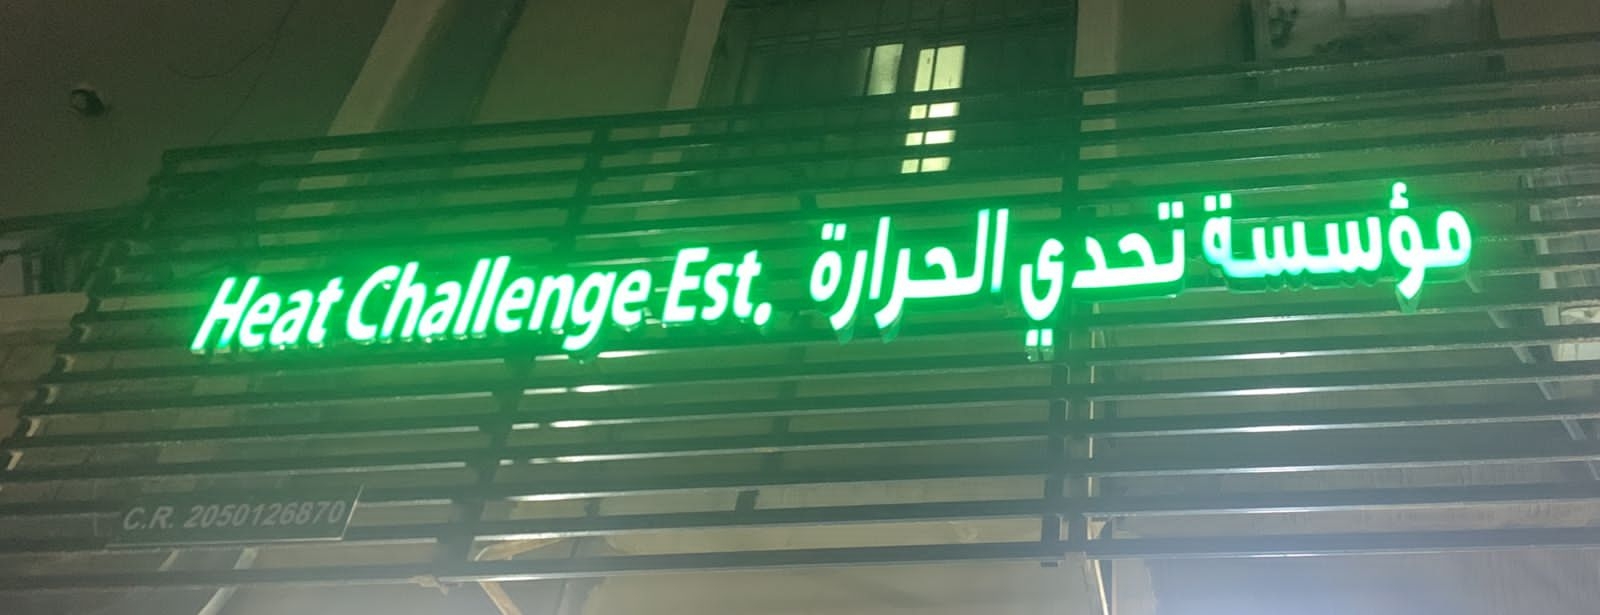 Heat Challenge Est. مؤسسة تحدي الحرارة
C.R. 2050126870